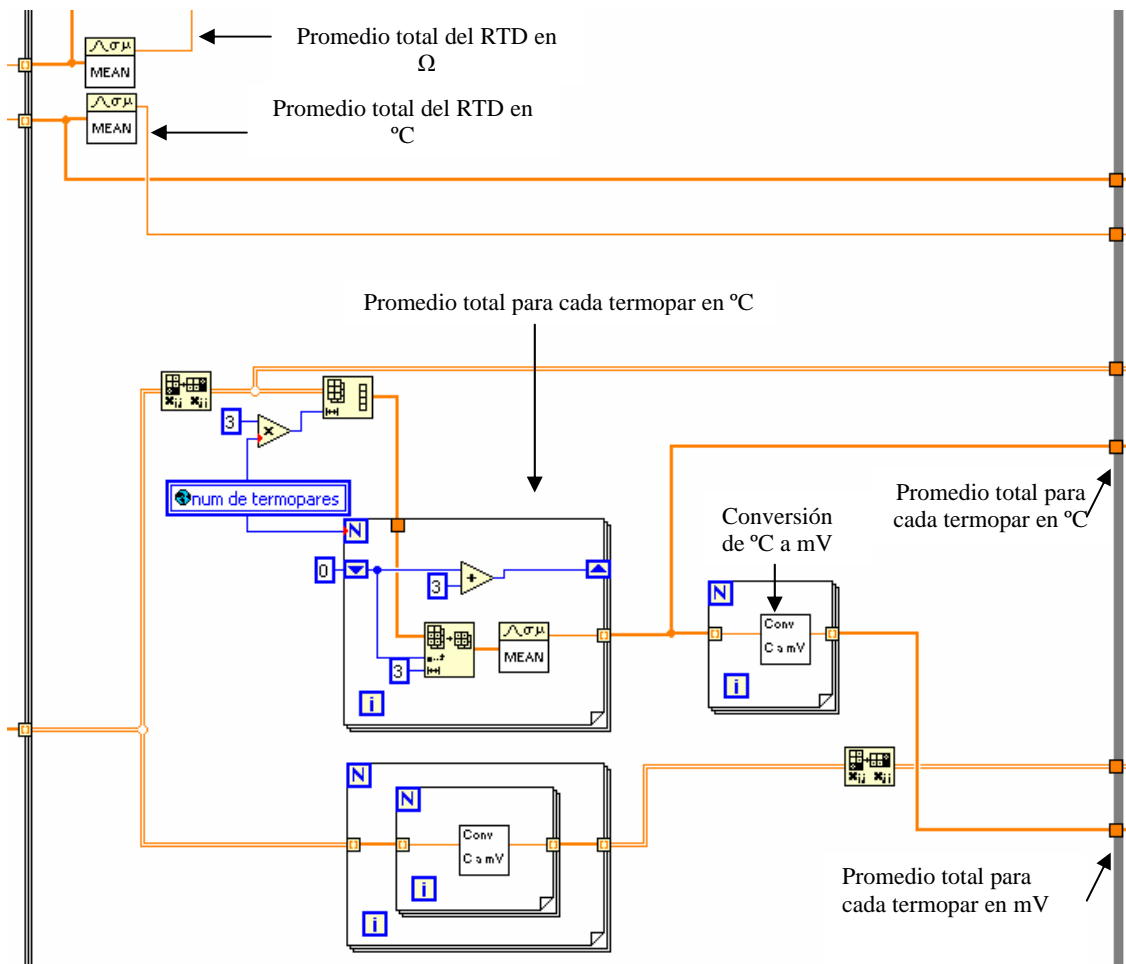 Promedio total del RTD en
Ω
MEAN
Promedio total del RTD en
ºC
MEAN
Promedio total para cada termopar en ºC
3
x
num de termopares
N
0
3
+
3
MEAN
i
Conversión
de ºC a mV
N
Conv
C a mV
i
Promedio total para
cada termopar en ºC
N
N
Conv
C a mV
i
i
Promedio total para
cada termopar en mV